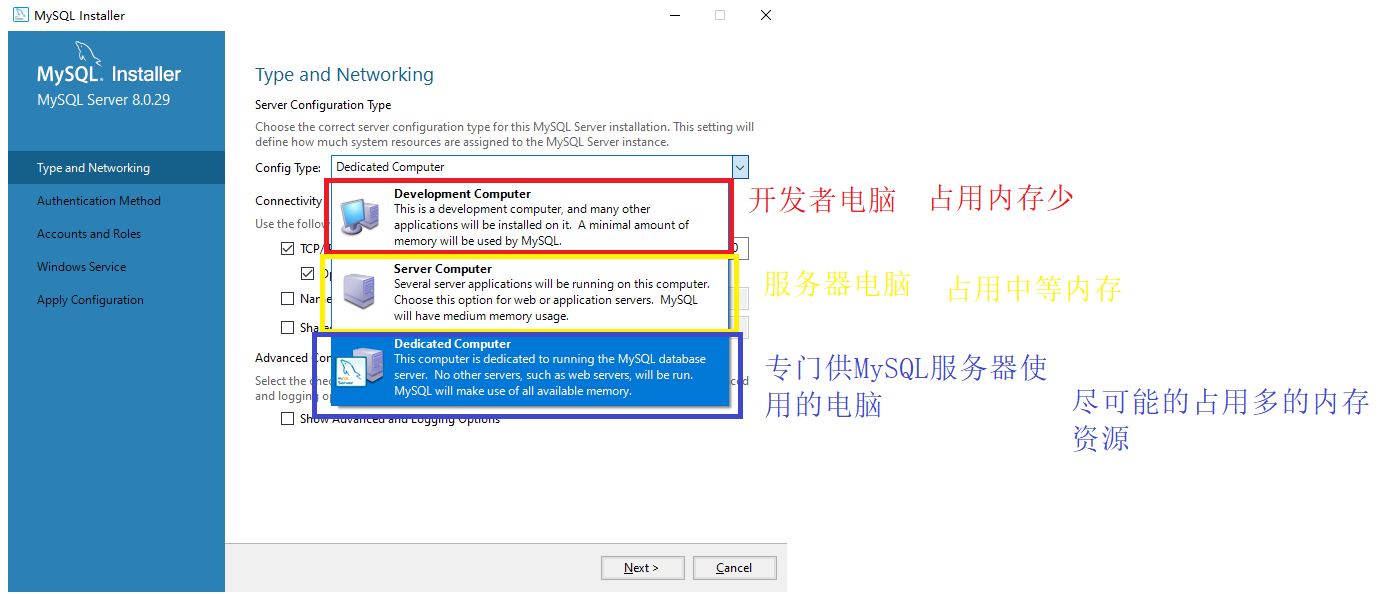 MySQL Installer
MySQL. Installer
MySQL Server 8.0.29
Type and Networking
Authentication Method
Accounts and Roles
Windows Service
Apply Configuration
Type and Networking
Server Configuration Type
Choose the correct server configuration type for this MySQL Server installation. This setting will
define how much system resources are assigned to the MySQL Server instance.
Config Type: Dedicated Computer
Development Computer
This is a development computer, and many other
applications will be installed on it. A minimal amount of
memory will be used by MySQL.
开发者电脑 占用内存少
Connectivity
Use the follow
TCP/
Server Computer
Several server applications will be running on this computer.
Choose this option for web or application servers. MySQL
will have medium memory usage.
服务器电脑 占用中等内存
Name
Share
Dedicated Computer
This computer is dedicated to running the MySQL database
server. No other servers, such as web servers, will be run.
MySQL will make use of all available memory.
专门供MySQL服务器使
用的电脑
尽可能的占用多的内存
资源
Advanced Con
Select the che
and logging o
Show Advanced and Logging Options
Next >
Cancel